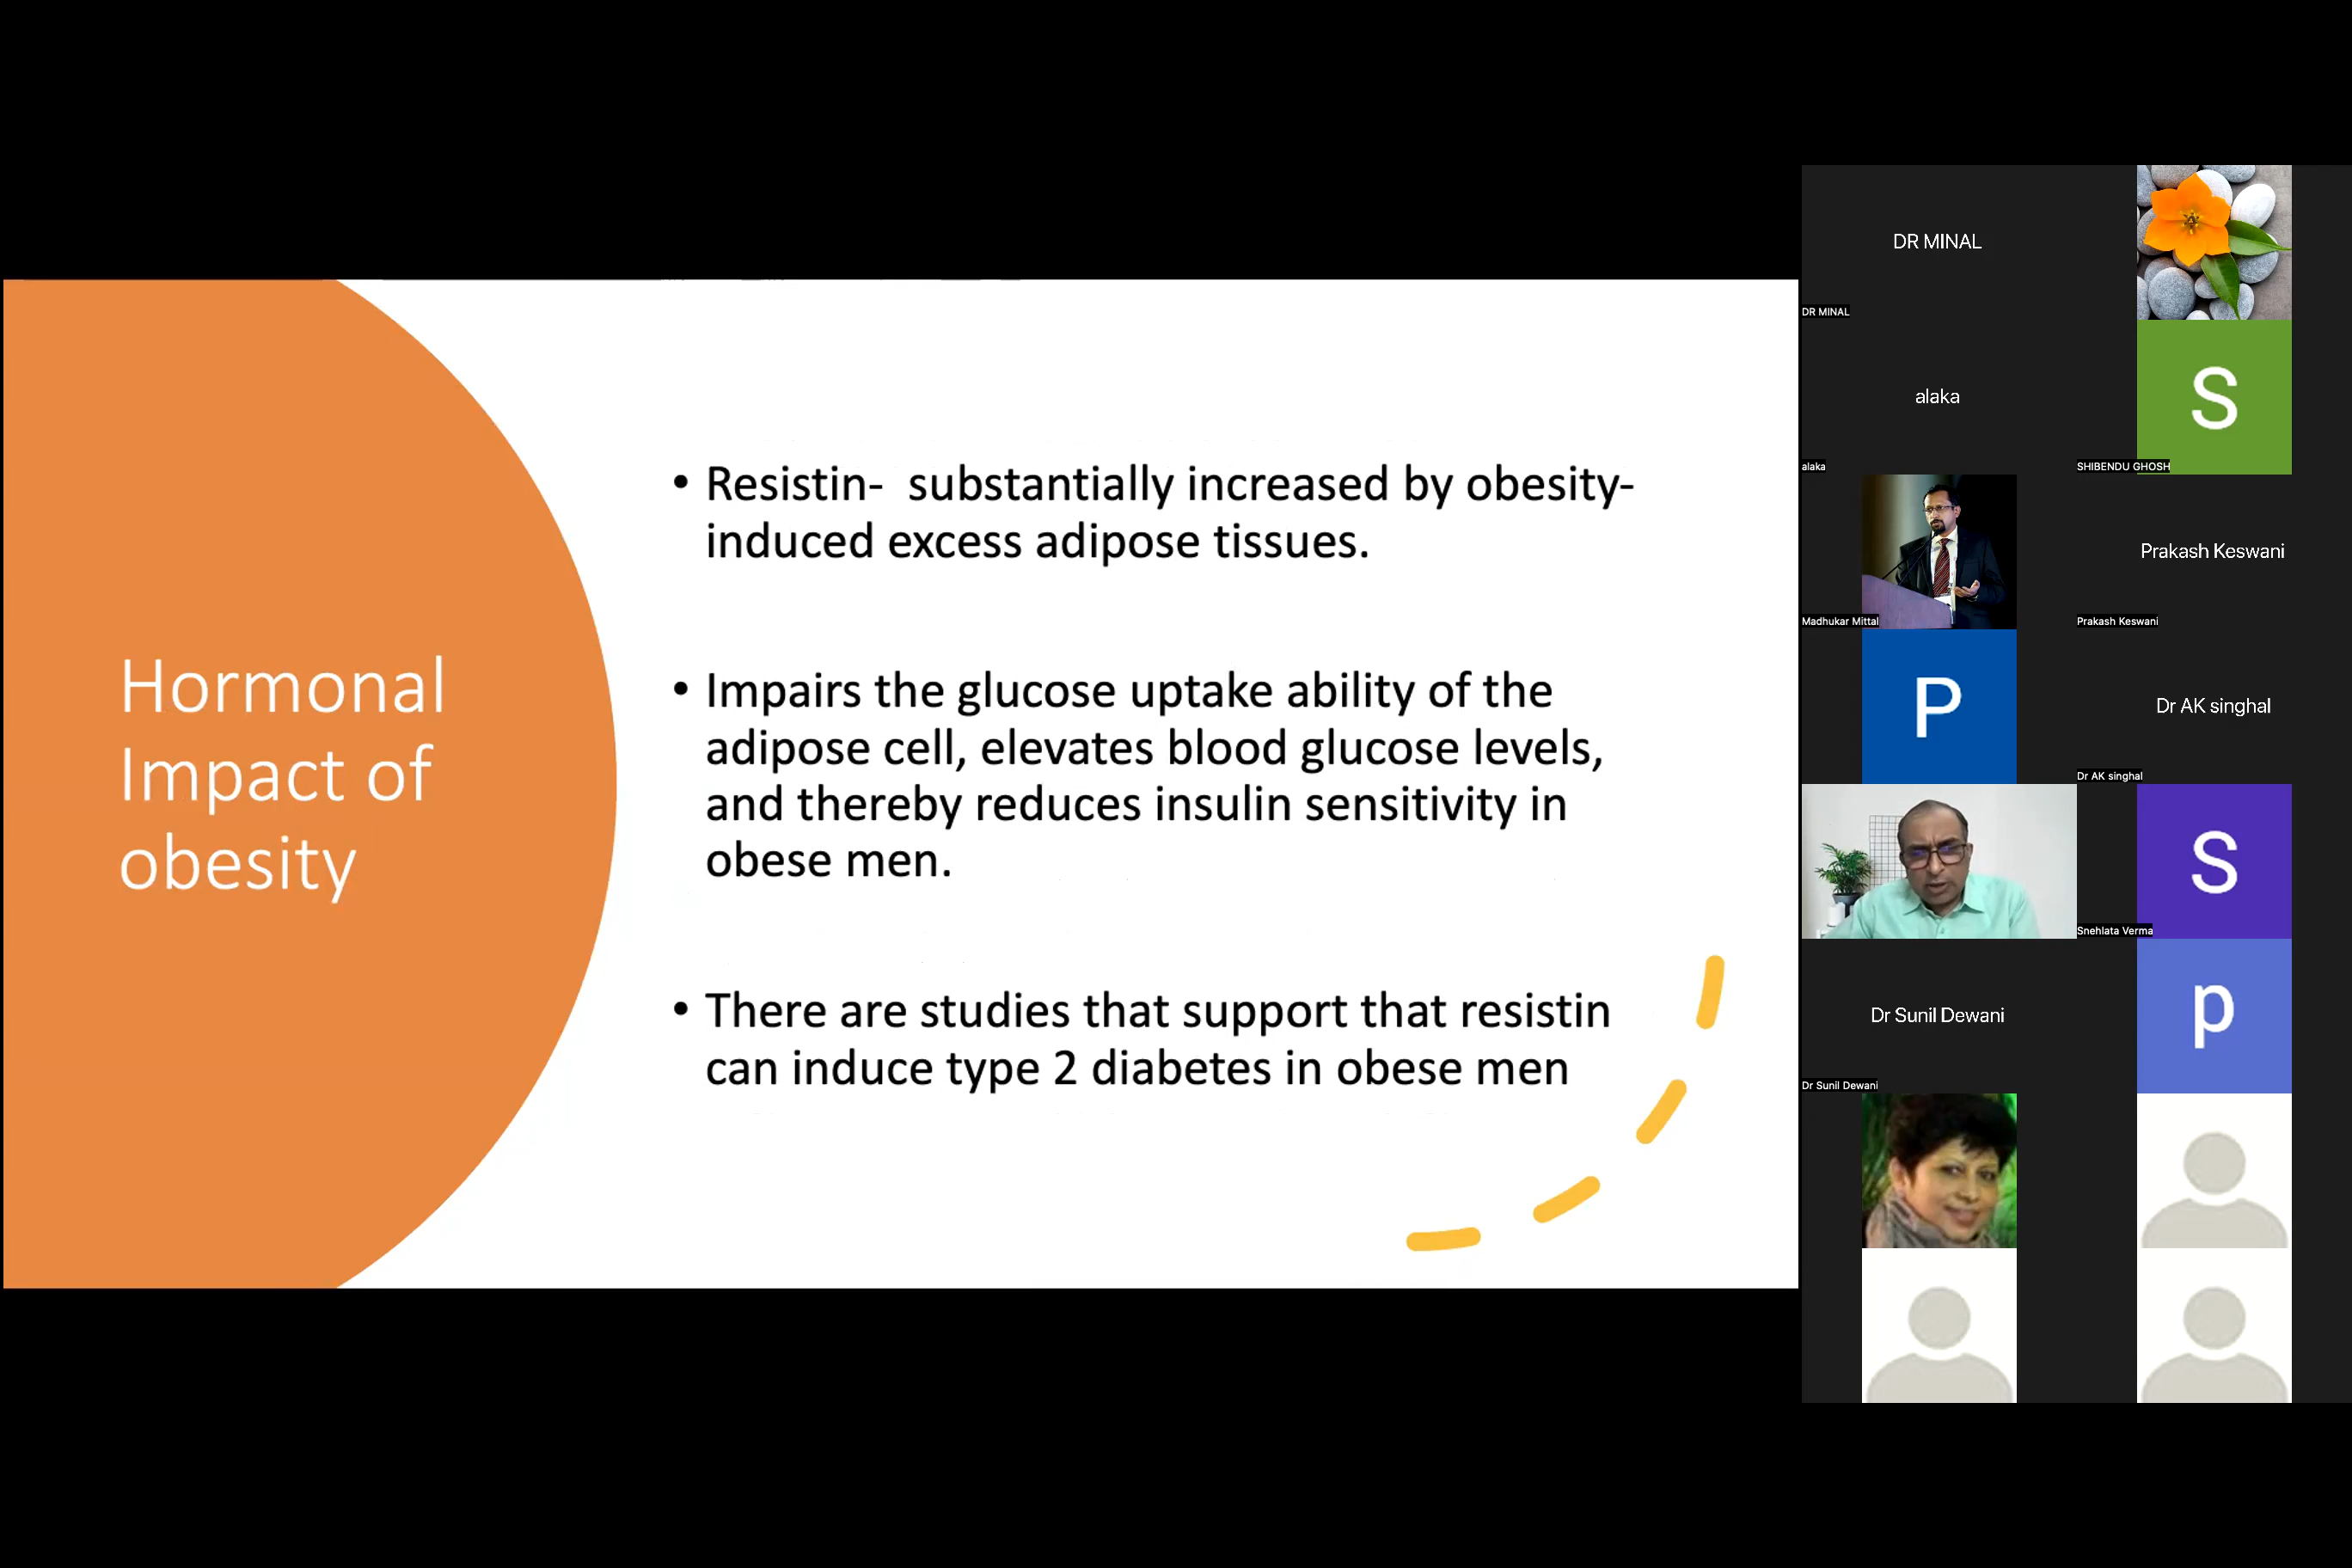 Hormonal
Impact of
obesity
• Resistin-  substantially increased by obesity-
induced excess adipose tissues.
• Impairs the glucose uptake ability of the
adipose cell, elevates blood glucose levels,
and thereby reduces insulin sensitivity in
obese men.
• There are studies that support that resistin
can induce type 2 diabetes in obese men
DR MINAL
DR MINAL
alaka
S
alaka
SHIBENDU GHOSH
Prakash Keswani
Madhukar Mittal
Prakash Keswani
P
Dr AK singhal
Dr AK singhal
S
Snehlata Verma
Dr Sunil Dewani
p
Dr Sunil Dewani